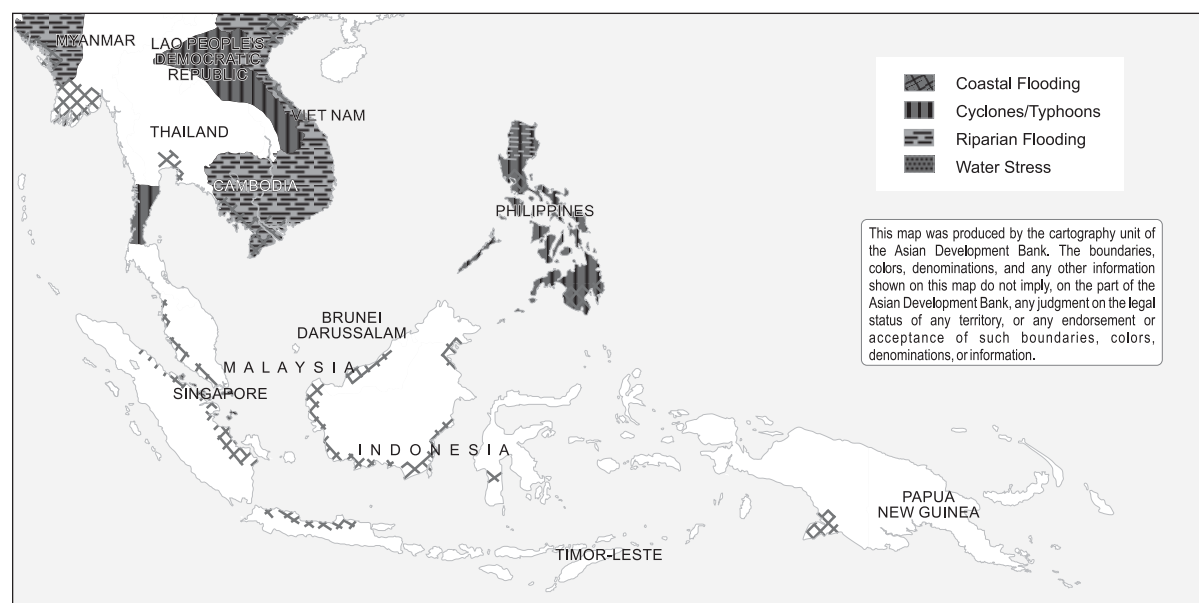 MYANMAR
LAO PEOPLE'S
DEMOCRATIC
REPUBLIC
VIET NAM
THAILAND
CAMBODIA
PHILIPPINES
BRUNEI
DARUSSALAM
MALAYSIA
SINGAPORE
INDONESIA
PAPUA
NEW GUINEA
TIMOR-LESTE
Coastal Flooding
Cyclones/Typhoons
Riparian Flooding
Water Stress
This map was produced by the cartography unit of
the Asian Development Bank. The boundaries,
colors, denominations, and any other information
shown on this map do not imply, on the part of the
Asian Development Bank, any judgment on the legal
status of any territory, or any endorsement or
acceptance of such boundaries, colors,
denominations, or information.